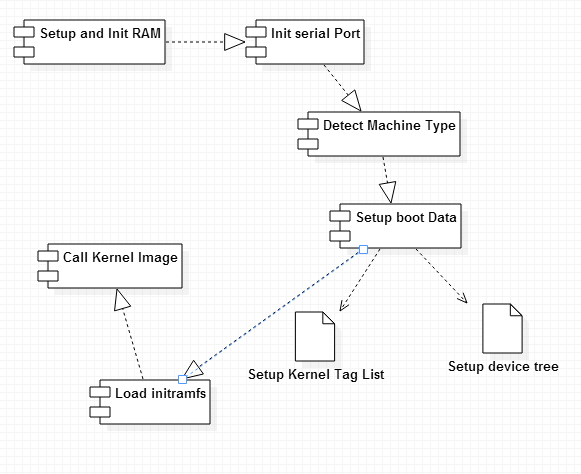 Setup and Init RAM
Init serial Port
Detect Machine Type
Setup boot Data
Call Kernel Image
Setup Kernel Tag List
Setup device tree
Load initramfs